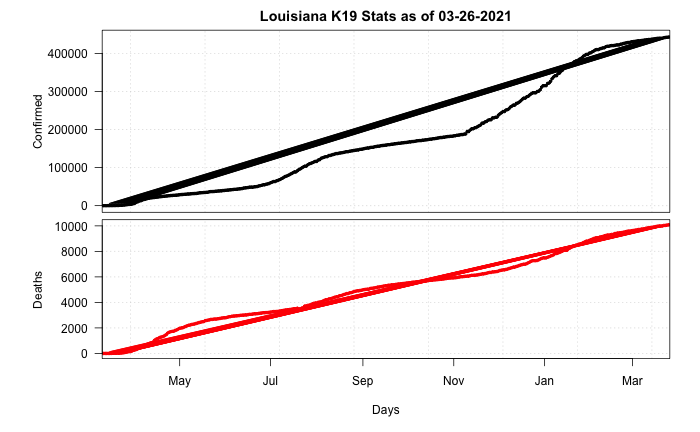 Louisiana K19 Stats as of 03-26-2021
400000
300000
200000
100000
0
Confirmed
10000
8000
6000
4000
2000
0
Deaths
May Jul Sep Nov Jan Mar
Days